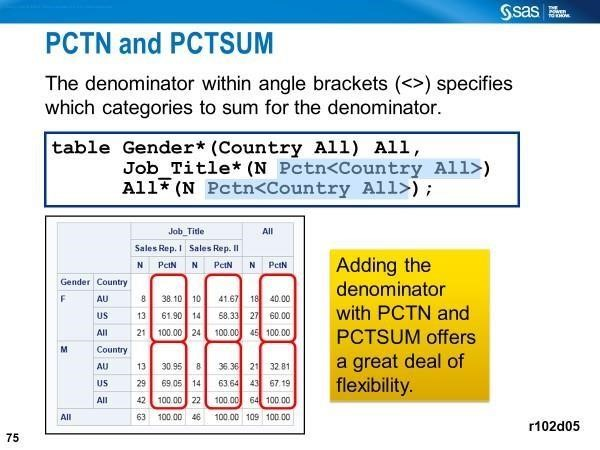 sas THE POWER TO KNOW.
PCTN and PCTSUM
The denominator within angle brackets (<>) specifies
which categories to sum for the denominator.
table Gender*(Country All) All,
Job_Title*(N Pctn<Country All>)
All*(N Pctn<Country All>);
Job_Title All
Sales Rep. I Sales Rep. II
N PctN N PctN N PctN
Gender Country
F AU 8 38.10 10 41.67 18 40.00
US 13 61.90 14 58.33 27 60.00
All 21 100.00 24 100.00 45 100.00
M Country
AU 13 30.95 8 36.36 21 32.81
US 29 69.05 14 63.64 43 67.19
All 42 100.00 22 100.00 64 100.00
All 63 100.00 46 100.00 109 100.00
Adding the
denominator
with PCTN and
PCTSUM offers
a great deal of
flexibility.
75
r102d05